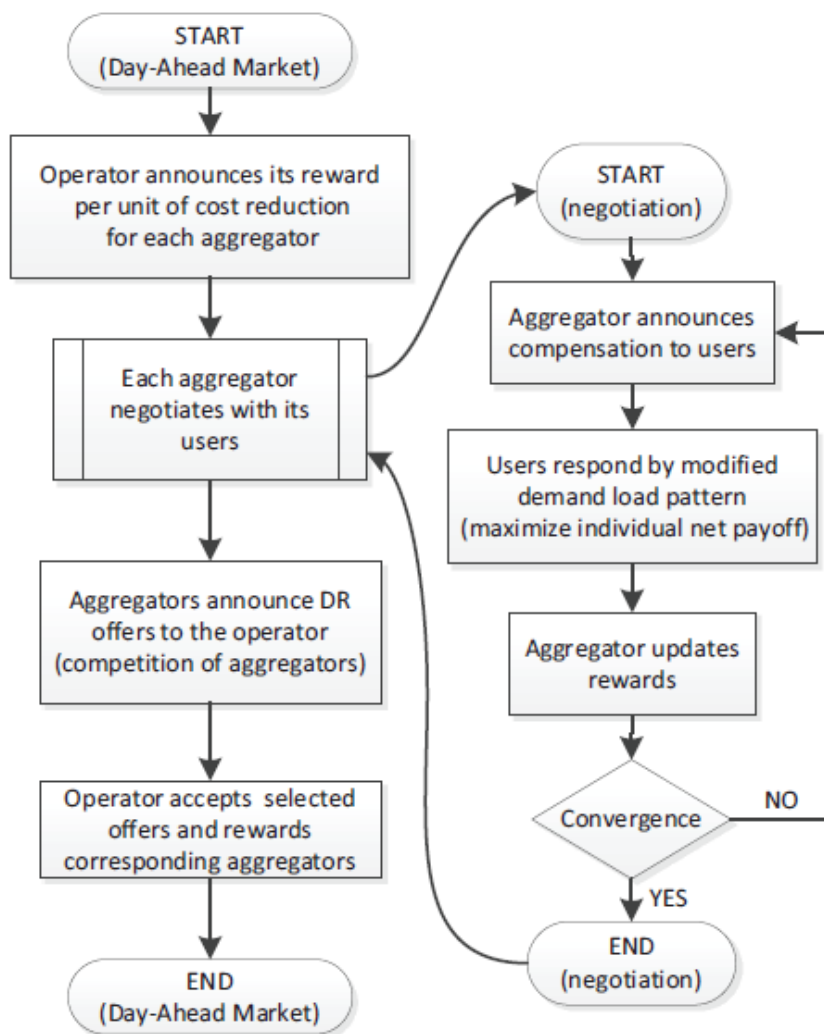 START
(Day-Ahead Market)
Operator announces its reward
per unit of cost reduction
for each aggregator
Each aggregator
negotiates with its
users
Aggregators announce DR
offers to the operator
(competition of aggregators)
Operator accepts selected
offers and rewards
corresponding aggregators
END
(Day-Ahead Market)
START
(negotiation)
Aggregator announces
compensation to users
Users respond by modified
demand load pattern
(maximize individual net payoff)
Aggregator updates
rewards
Convergence
NO
YES
END
(negotiation)